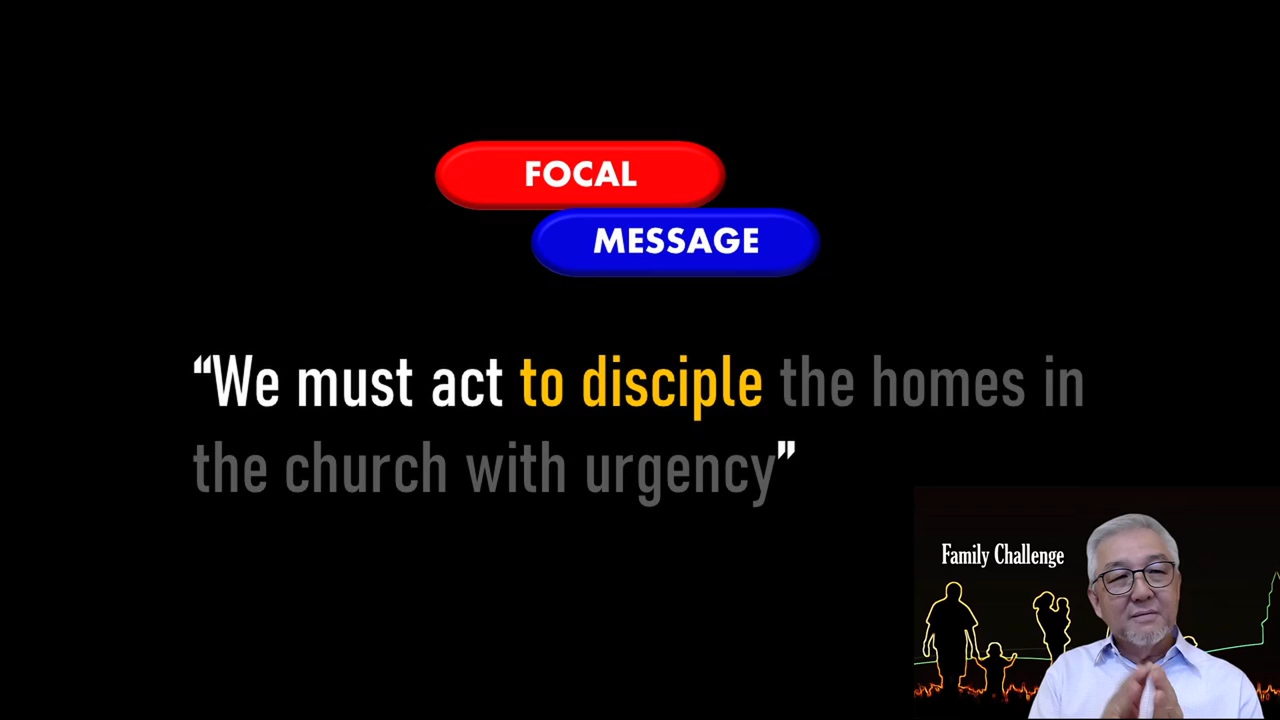 FOCAL
MESSAGE
“We must act to disciple the homes in
the church with urgency”
Family Challenge